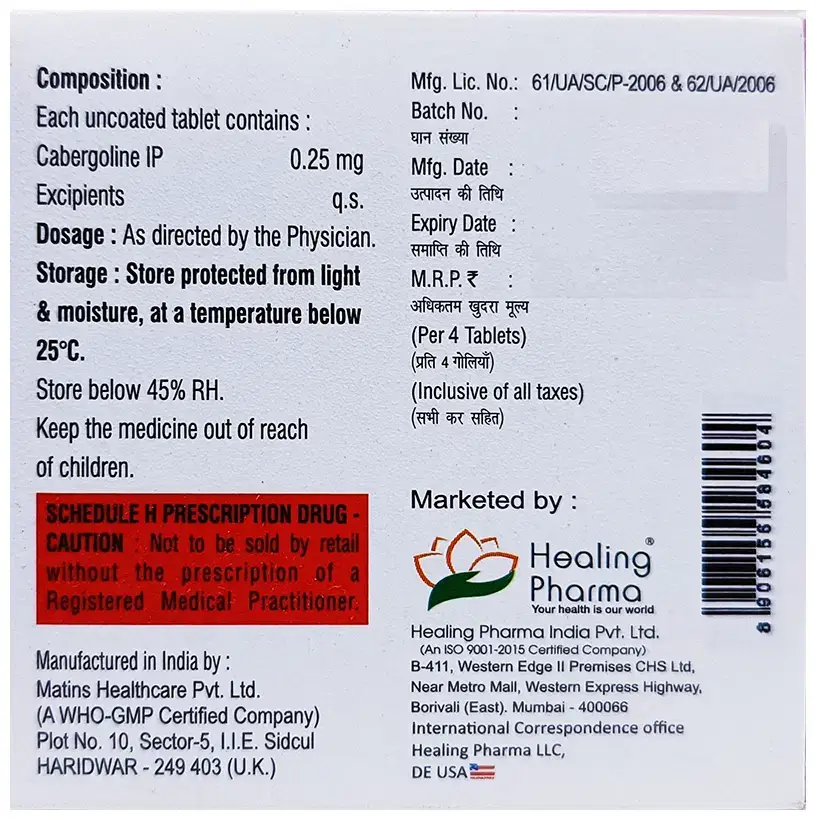 Composition :
Each uncoated tablet contains :
Cabergoline IP 0.25 mg
Excipients q.s.
Dosage : As directed by the Physician.
Storage : Store protected from light
& moisture, at a temperature below
25°C.
Store below 45% RH.
Keep the medicine out of reach
of children.
SCHEDULE H PRESCRIPTION DRUG -
CAUTION : Not to be sold by retail
without the prescription of a
Registered Medical Practitioner.
Manufactured in India by :
Matins Healthcare Pvt. Ltd.
(A WHO-GMP Certified Company)
Plot No. 10, Sector-5, I.I.E. Sidcul
HARIDWAR - 249 403 (U.K.)
Mfg. Lic. No.: 61/UA/SC/P-2006 & 62/UA/2006
Batch No. :
घान संख्या
Mfg. Date :
उत्पादन की तिथि
Expiry Date :
समाप्ति की तिथि
M.R.P. ₹ :
अधिकतम खुदरा मूल्य
(Per 4 Tablets)
(प्रति 4 गोलियाँ)
(Inclusive of all taxes)
(सभी कर सहित)
8 906156 584604
Marketed by :
Healing®
Pharma
Your health is our world
Healing Pharma India Pvt. Ltd.
(An ISO 9001-2015 Certified Company)
B-411, Western Edge II Premises CHS Ltd,
Near Metro Mall, Western Express Highway,
Borivali (East). Mumbai - 400066
International Correspondence office
Healing Pharma LLC,
DE USA